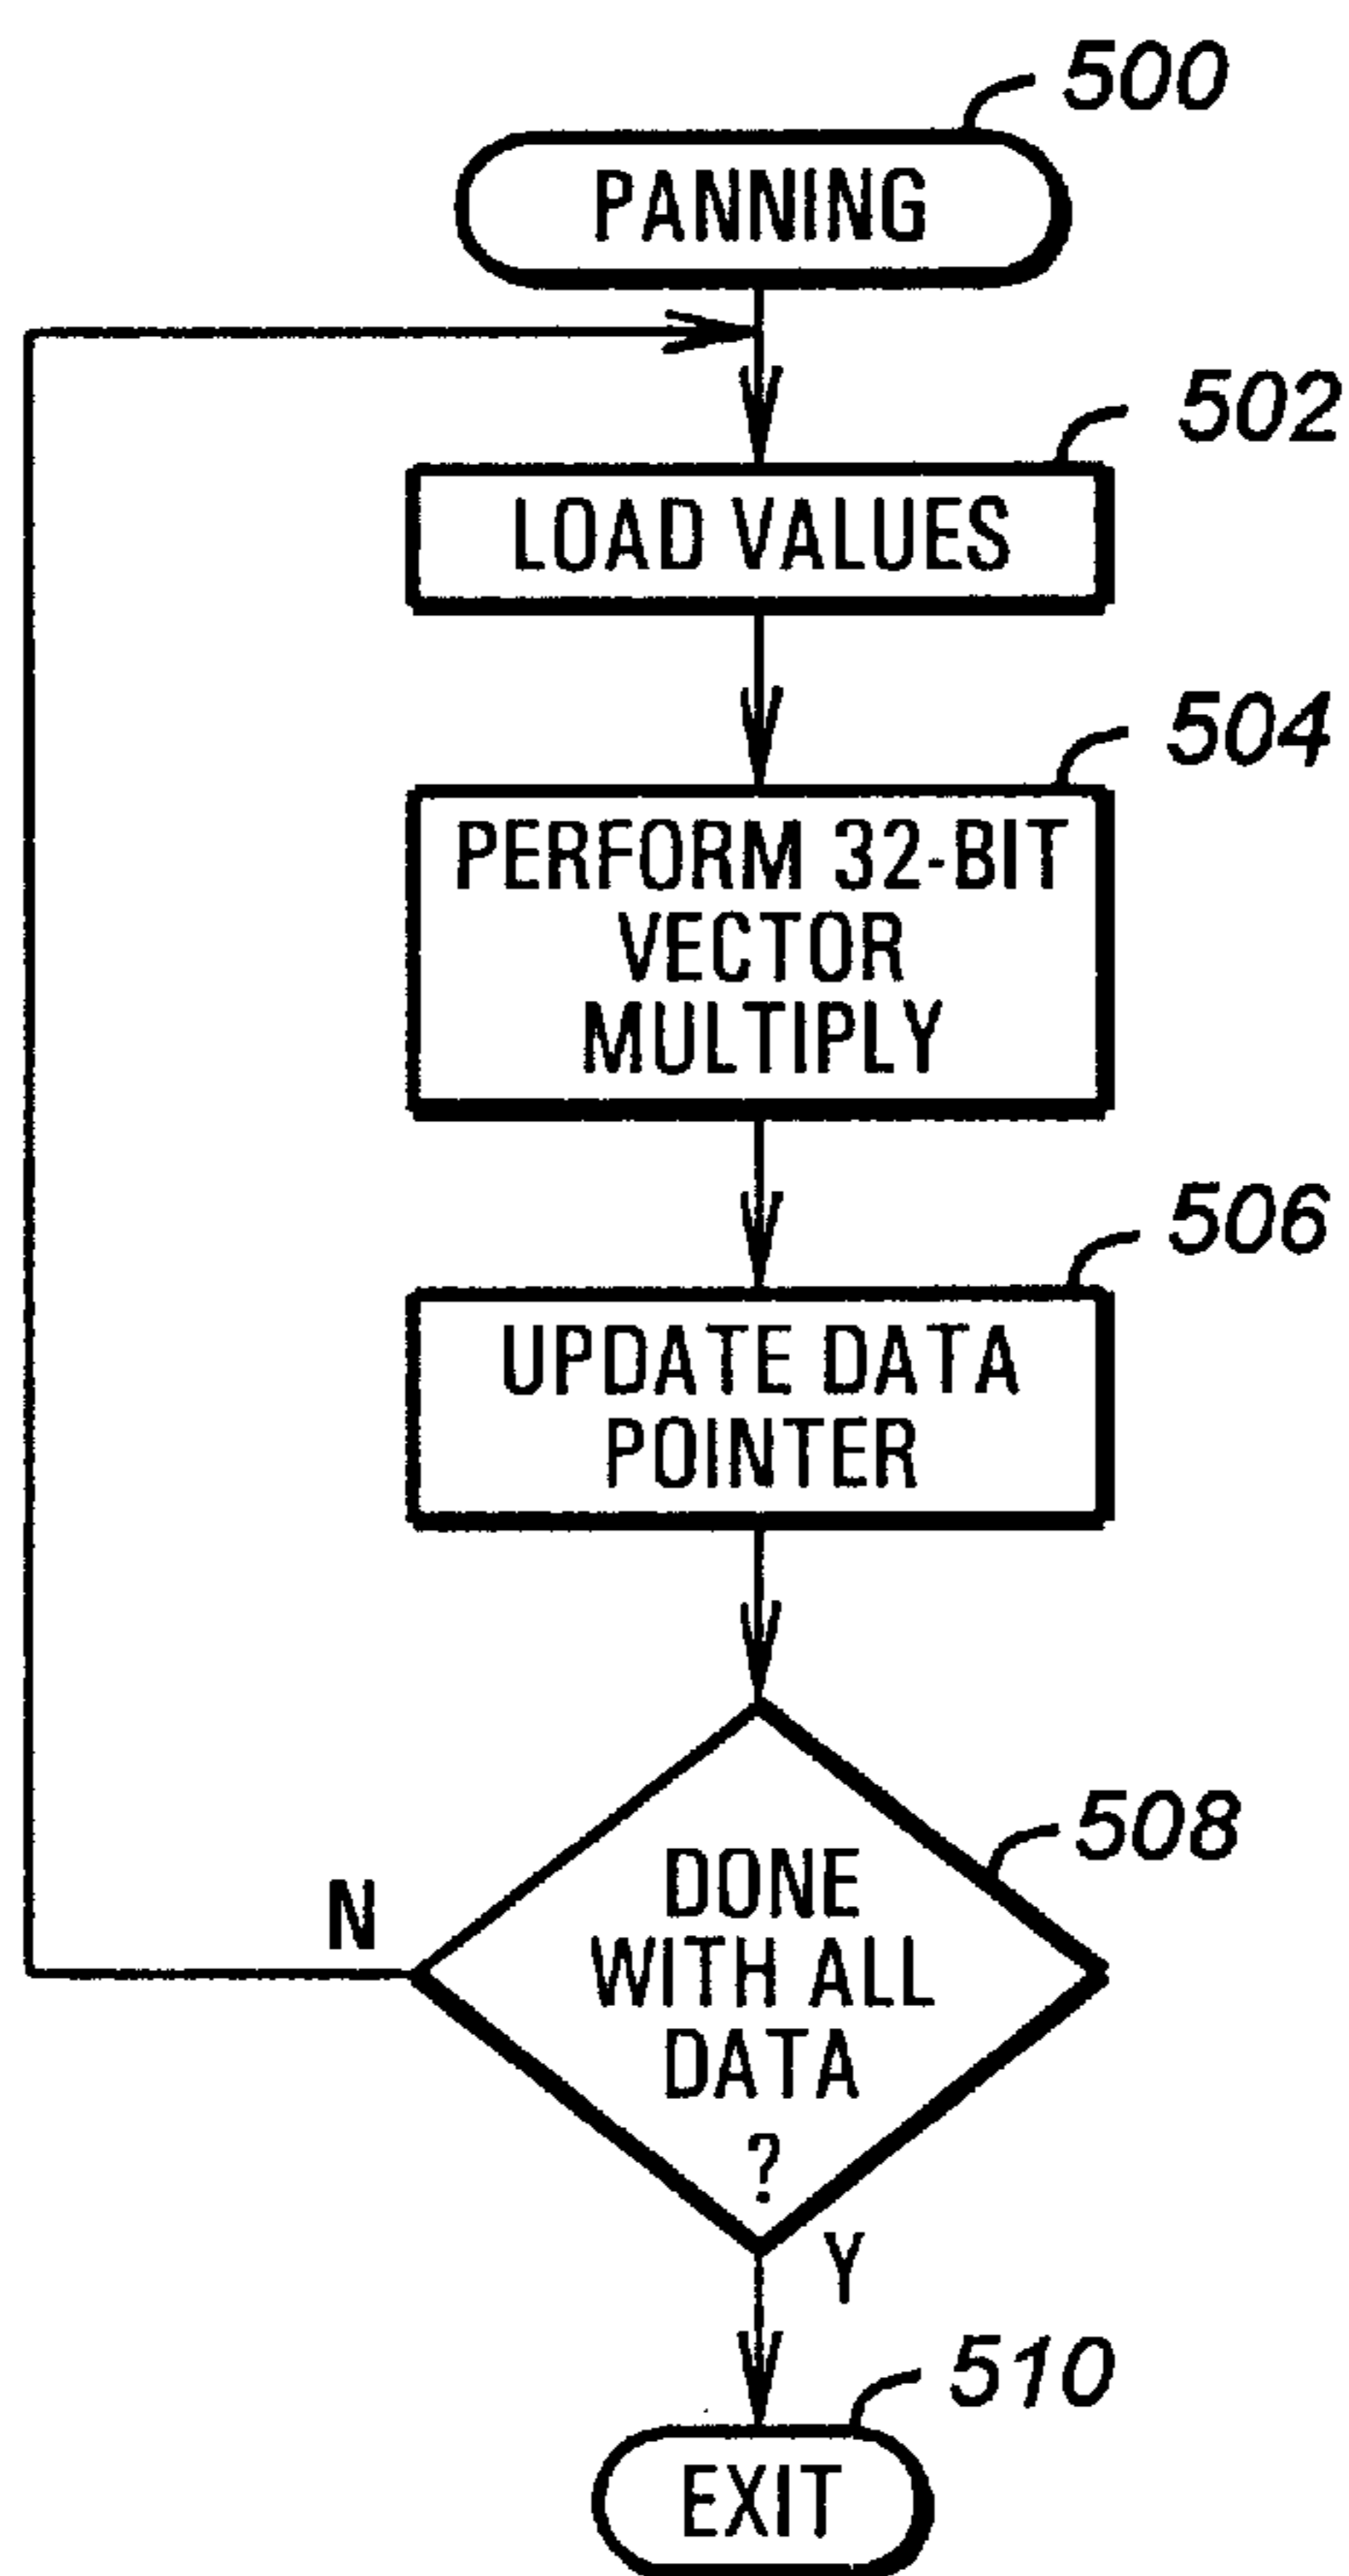 500
PANNING
502
LOAD VALUES
504
PERFORM 32-BIT
VECTOR
MULTIPLY
506
UPDATE DATA
POINTER
508
DONE
WITH ALL
DATA
?
N
Y
510
EXIT